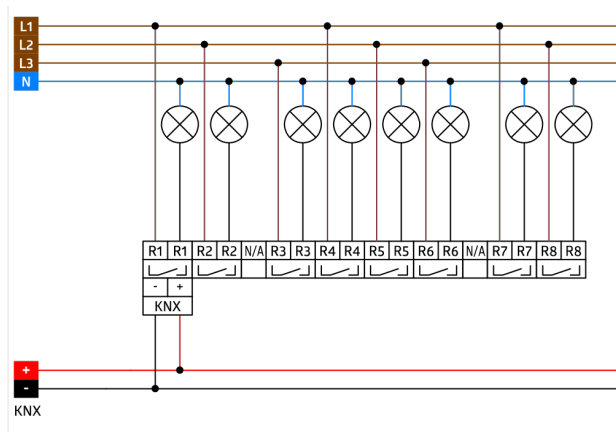 L1
L2
L3
N
R1 R1 R2 R2 N/A R3 R3 R4 R4 R5 R5 R6 R6 N/A R7 R7 R8 R8
- +
KNX
+
-
KNX